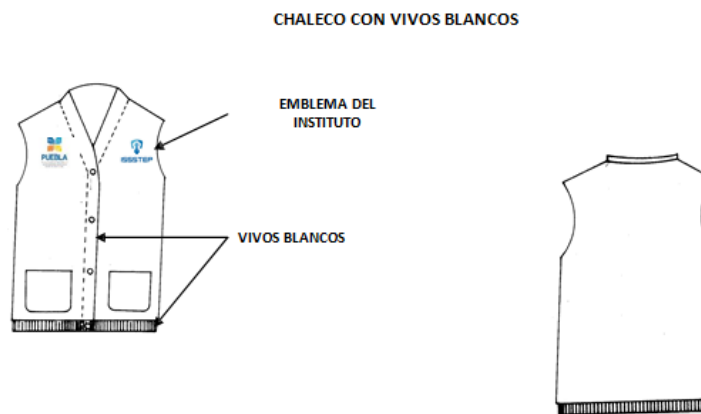 CHALECO CON VIVOS BLANCOS
EMBLEMA DEL
INSTITUTO
PUEBLA
ISSSTEP
VIVOS BLANCOS